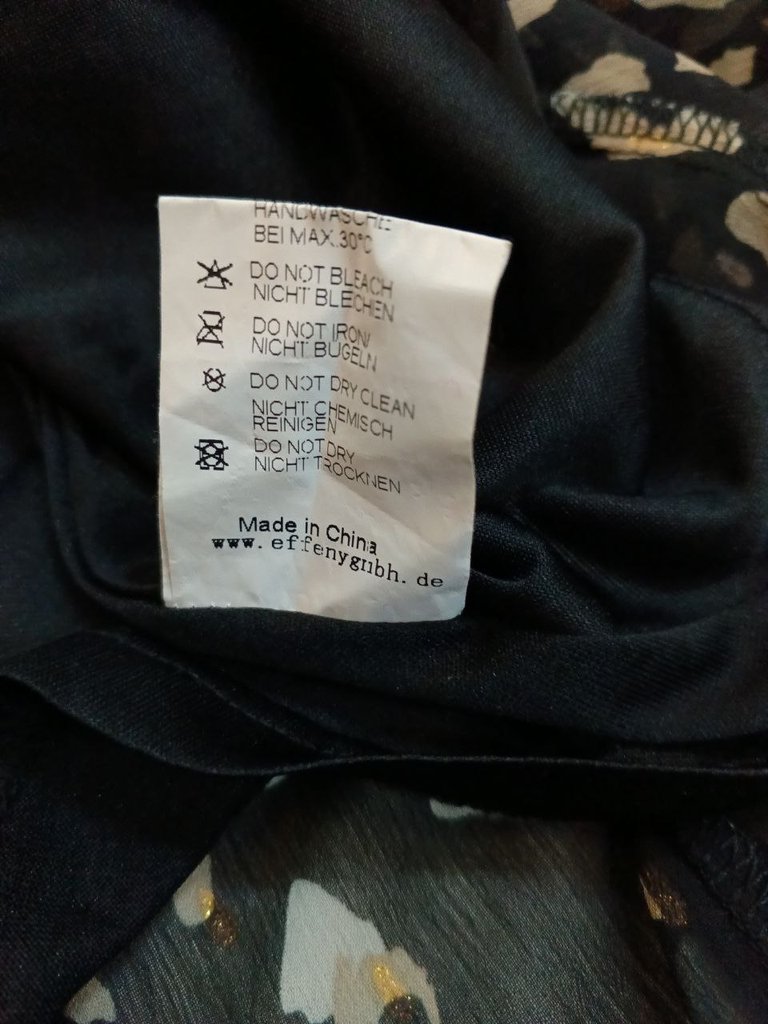 HANDWÄSCHE
BEI MAX.30°C
DO NOT BLEACH
NICHT BLEICHEN
DO NOT IRON/
NICHT BÜGELN
DO NOT DRY CLEAN
NICHT CHEMISCH
REINIGEN
DO NOT DRY
NICHT TROCKNEN
Made in China
www.effenygmbh.de